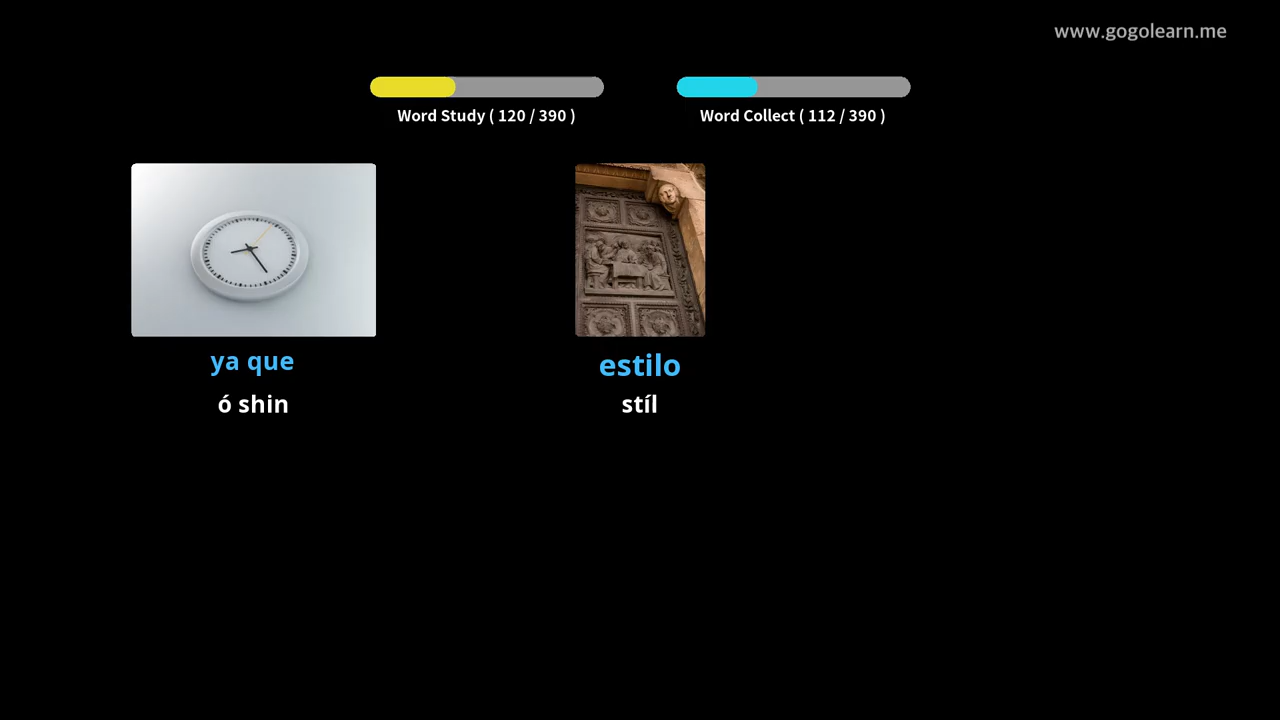 www.gogolearn.me
Word Study ( 120 / 390 )
Word Collect ( 112 / 390 )
ya que
ó shin
estilo
stíl